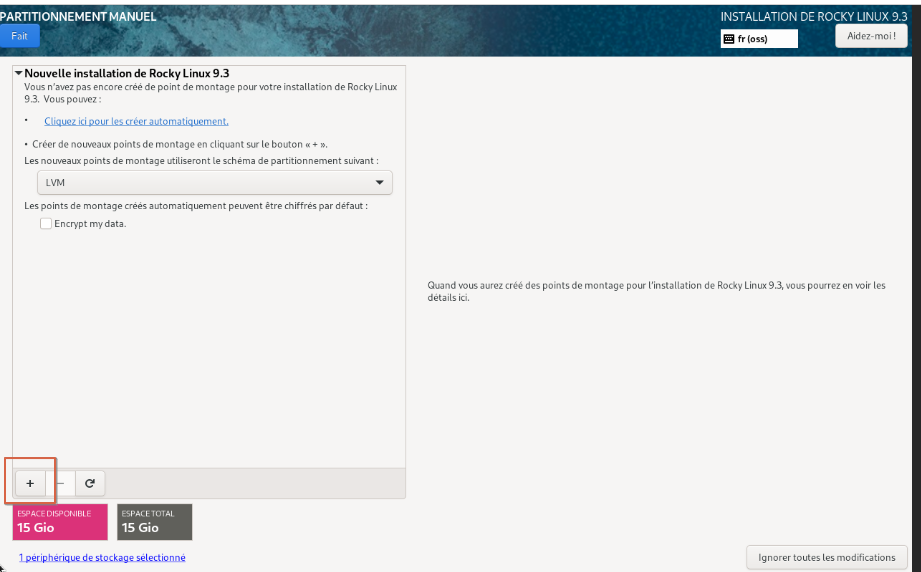 PARTITIONNEMENT MANUEL
INSTALLATION DE ROCKY LINUX 9.3
Fait
fr (oss)
Aidez-moi !
Nouvelle installation de Rocky Linux 9.3
Vous n'avez pas encore créé de point de montage pour votre installation de Rocky Linux
9.3. Vous pouvez :
• Cliquez ici pour les créer automatiquement.
• Créer de nouveaux points de montage en cliquant sur le bouton « + ».
Les nouveaux points de montage utiliseront le schéma de partitionnement suivant :
LVM
Les points de montage créés automatiquement peuvent être chiffrés par défaut :
Encrypt my data.
Quand vous aurez créé des points de montage pour l'installation de Rocky Linux 9.3, vous pourrez en voir les
détails ici.
+ −
ESPACE DISPONIBLE
15 Gio
ESPACE TOTAL
15 Gio
1 périphérique de stockage sélectionné
Ignorer toutes les modifications